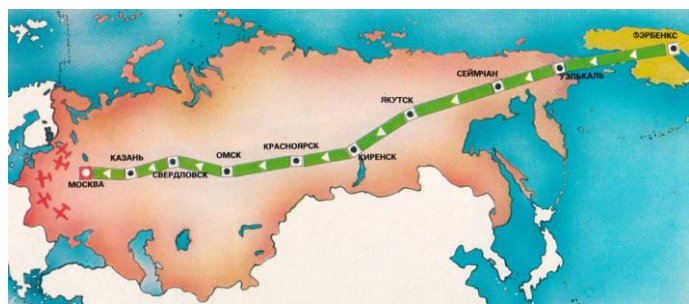 ФЭРБЕНКС
УЭЛЬКАЛЬ
СЕЙМЧАН
ЯКУТСК
КИРЕНСК
КРАСНОЯРСК
ОМСК
СВЕРДЛОВСК
КАЗАНЬ
МОСКВА